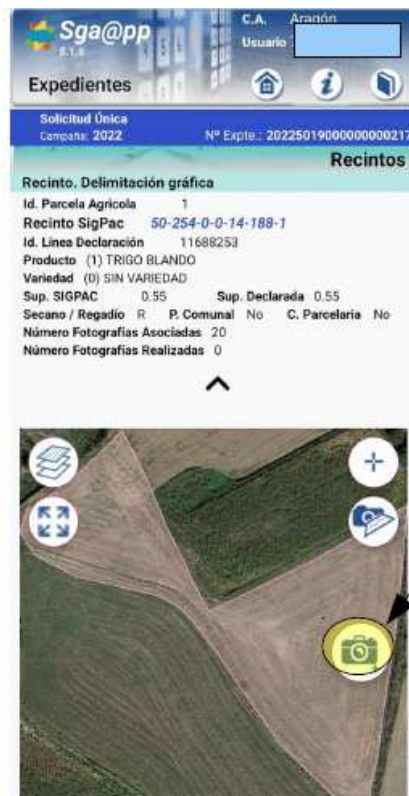 Sga@pp
C.A. Aragón
Usuario
Expedientes
Solicitud Única
Campaña: 2022 Nº Expte.: 20225019000000000217
Recintos
Recinto. Delimitación gráfica
Id. Parcela Agrícola 1
Recinto SigPac 50-254-0-0-14-188-1
Id. Línea Declaración 11688253
Producto (1) TRIGO BLANDO
Variedad (0) SIN VARIEDAD
Sup. SIGPAC 0.55 Sup. Declarada 0.55
Secano / Regadío R P. Comunal No C. Parcelaria No
Número Fotografías Asociadas 20
Número Fotografías Realizadas 0